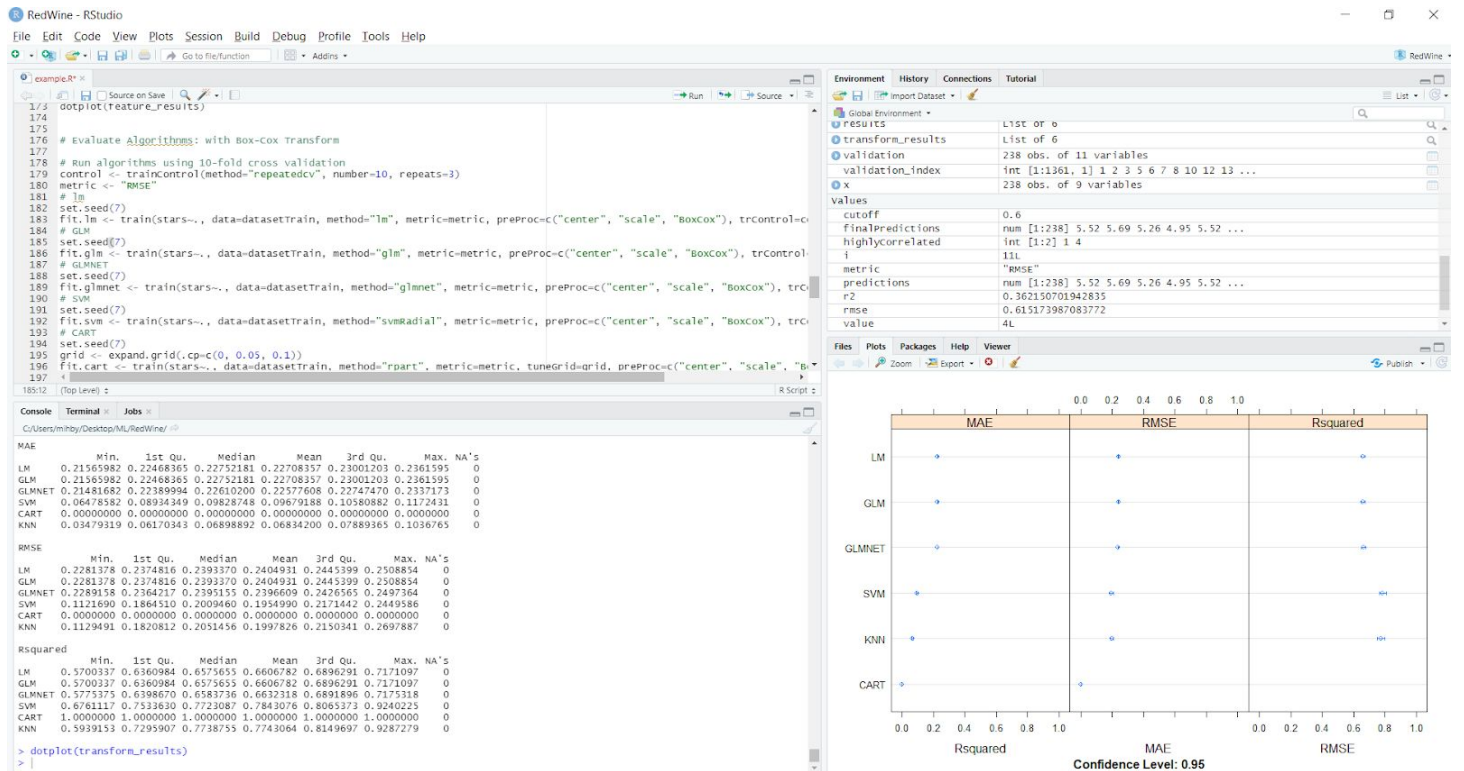 RedWine - RStudio
File Edit Code View Plots Session Build Debug Profile Tools Help
Go to file/function Addins
RedWine
example.R*
Source on Save Run Source
173 dotplot(feature_results)
174
175
176 # Evaluate Algorithnms: with Box-Cox Transform
177
178 # Run algorithms using 10-fold cross validation
179 control <- trainControl(method="repeatedcv", number=10, repeats=3)
180 metric <- "RMSE"
181 # lm
182 set.seed(7)
183 fit.lm <- train(stars~., data=datasetTrain, method="lm", metric=metric, preProc=c("center", "scale", "BoxCox"), trControl=co
184 # GLM
185 set.seed(7)
186 fit.glm <- train(stars~., data=datasetTrain, method="glm", metric=metric, preProc=c("center", "scale", "BoxCox"), trControl=
187 # GLMNET
188 set.seed(7)
189 fit.glmnet <- train(stars~., data=datasetTrain, method="glmnet", metric=metric, preProc=c("center", "scale", "BoxCox"), trCo
190 # SVM
191 set.seed(7)
192 fit.svm <- train(stars~., data=datasetTrain, method="svmRadial", metric=metric, preProc=c("center", "scale", "BoxCox"), trCo
193 # CART
194 set.seed(7)
195 grid <- expand.grid(.cp=c(0, 0.05, 0.1))
196 fit.cart <- train(stars~., data=datasetTrain, method="rpart", metric=metric, tuneGrid=grid, preProc=c("center", "scale", "Bo
197
185:12 (Top Level) R Script
Console Terminal Jobs
C:/Users/mihby/Desktop/ML/RedWine/
MAE
Min. 1st Qu. Median Mean 3rd Qu. Max. NA's
LM 0.21565982 0.22468365 0.22752181 0.22708357 0.23001203 0.2361595 0
GLM 0.21565982 0.22468365 0.22752181 0.22708357 0.23001203 0.2361595 0
GLMNET 0.21481682 0.22389994 0.22610200 0.22577608 0.22747470 0.2337173 0
SVM 0.06478582 0.08934349 0.09828748 0.09679188 0.10580882 0.1172431 0
CART 0.00000000 0.00000000 0.00000000 0.00000000 0.00000000 0.0000000 0
KNN 0.03479319 0.06170343 0.06898892 0.06834200 0.07889365 0.1036765 0
RMSE
Min. 1st Qu. Median Mean 3rd Qu. Max. NA's
LM 0.2281378 0.2374816 0.2393370 0.2404931 0.2445399 0.2508854 0
GLM 0.2281378 0.2374816 0.2393370 0.2404931 0.2445399 0.2508854 0
GLMNET 0.2289158 0.2364217 0.2395155 0.2396609 0.2426565 0.2497364 0
SVM 0.1121690 0.1864510 0.2009460 0.1954990 0.2171442 0.2449586 0
CART 0.0000000 0.0000000 0.0000000 0.0000000 0.0000000 0.0000000 0
KNN 0.1129491 0.1820812 0.2051456 0.1997826 0.2150341 0.2697887 0
Rsquared
Min. 1st Qu. Median Mean 3rd Qu. Max. NA's
LM 0.5700337 0.6360984 0.6575655 0.6606782 0.6896291 0.7171097 0
GLM 0.5700337 0.6360984 0.6575655 0.6606782 0.6896291 0.7171097 0
GLMNET 0.5775375 0.6398670 0.6583736 0.6632318 0.6891896 0.7175318 0
SVM 0.6761117 0.7533630 0.7723087 0.7843076 0.8065373 0.9240225 0
CART 1.0000000 1.0000000 1.0000000 1.0000000 1.0000000 1.0000000 0
KNN 0.5939153 0.7295907 0.7738755 0.7743064 0.8149697 0.9287279 0
> dotplot(transform_results)
>
Environment History Connections Tutorial
Import Dataset List
Global Environment
results List of 6
transform_results List of 6
validation 238 obs. of 11 variables
validation_index int [1:1361, 1] 1 2 3 5 6 7 8 10 12 13 ...
x 238 obs. of 9 variables
Values
cutoff 0.6
finalPredictions num [1:238] 5.52 5.69 5.26 4.95 5.52 ...
highlyCorrelated int [1:2] 1 4
i 11L
metric "RMSE"
predictions num [1:238] 5.52 5.69 5.26 4.95 5.52 ...
r2 0.362150701942835
rmse 0.615173987083772
value 4L
Files Plots Packages Help Viewer
Zoom Export Publish
0.0 0.2 0.4 0.6 0.8 1.0
MAE RMSE Rsquared
LM
GLM
GLMNET
SVM
KNN
CART
0.0 0.2 0.4 0.6 0.8 1.0 0.0 0.2 0.4 0.6 0.8 1.0
Rsquared MAE RMSE
Confidence Level: 0.95